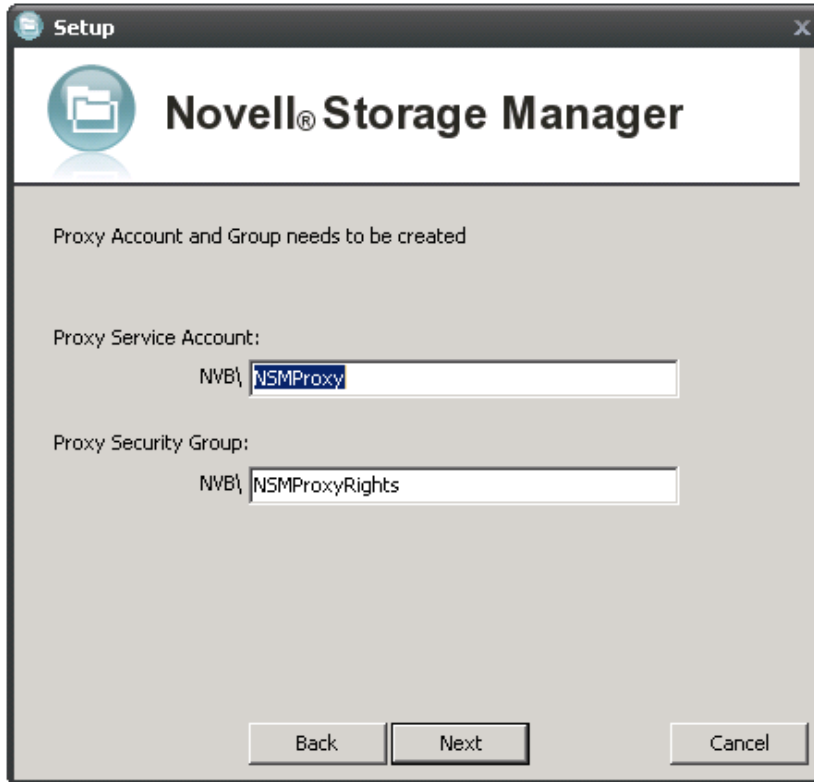 Setup
Novell® Storage Manager
Proxy Account and Group needs to be created
Proxy Service Account:
NVB\ NSMProxy
Proxy Security Group:
NVB\ NSMProxyRights
Back Next Cancel